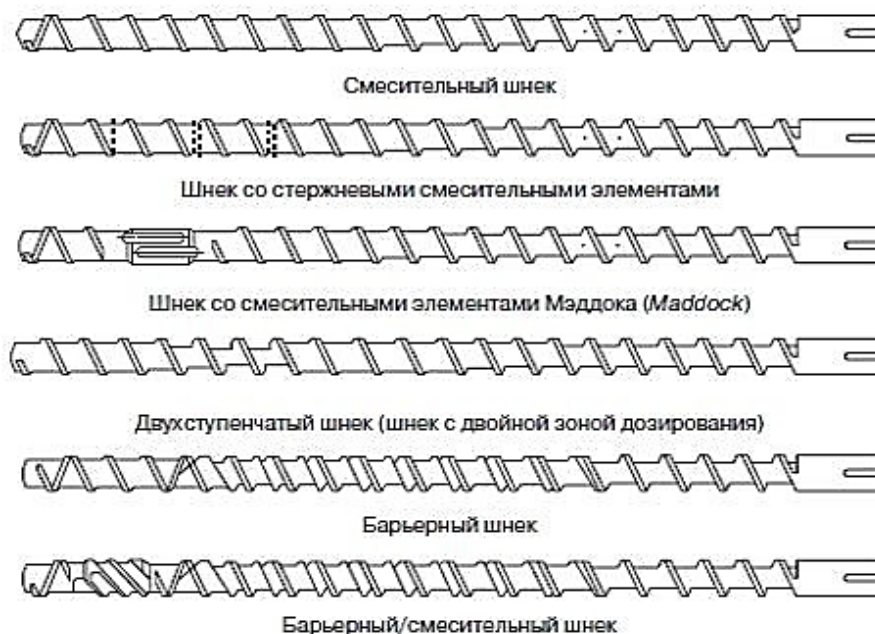 Смесительный шнек
Шнек со стержневыми смесительными элементами
Шнек со смесительными элементами Мэддока (Maddock)
Двухступенчатый шнек (шнек с двойной зоной дозирования)
Барьерный шнек
Барьерный/смесительный шнек